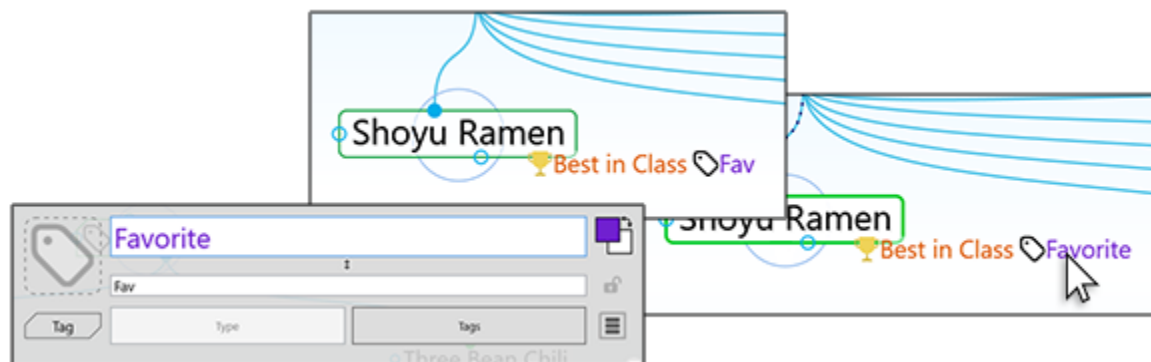 Shoyu Ramen
Best in Class Fav
Shoyu Ramen
Best in Class Favorite
Favorite
Fav
Tag Type Tags
Three Bean Chili